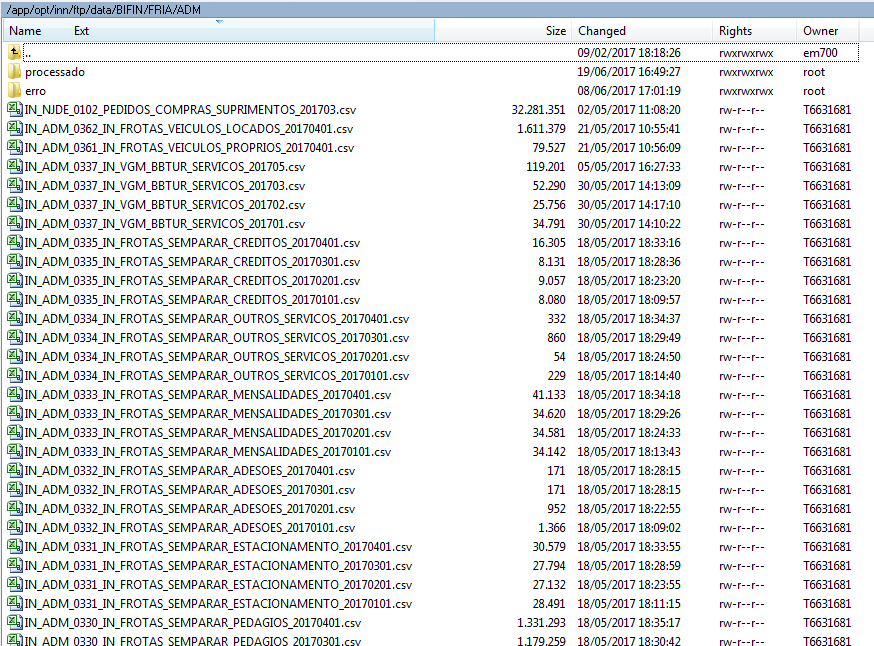 /app/opt/inn/ftp/data/BIFIN/FRIA/ADM
Name Ext Size Changed Rights Owner
.. 09/02/2017 18:18:26 rwxrwxrwx em700
processado 19/06/2017 16:49:27 rwxrwxrwx root
erro 08/06/2017 17:01:19 rwxrwxrwx root
IN_NJDE_0102_PEDIDOS_COMPRAS_SUPRIMENTOS_201703.csv 32.281.351 02/05/2017 11:08:20 rw-r--r-- T6631681
IN_ADM_0362_IN_FROTAS_VEICULOS_LOCADOS_20170401.csv 1.611.379 21/05/2017 10:55:41 rw-r--r-- T6631681
IN_ADM_0361_IN_FROTAS_VEICULOS_PROPRIOS_20170401.csv 79.527 21/05/2017 10:56:09 rw-r--r-- T6631681
IN_ADM_0337_IN_VGM_BBTUR_SERVICOS_201705.csv 119.201 05/05/2017 16:27:33 rw-r--r-- T6631681
IN_ADM_0337_IN_VGM_BBTUR_SERVICOS_201703.csv 52.290 30/05/2017 14:13:09 rw-r--r-- T6631681
IN_ADM_0337_IN_VGM_BBTUR_SERVICOS_201702.csv 25.756 30/05/2017 14:17:10 rw-r--r-- T6631681
IN_ADM_0337_IN_VGM_BBTUR_SERVICOS_201701.csv 34.791 30/05/2017 14:10:22 rw-r--r-- T6631681
IN_ADM_0335_IN_FROTAS_SEMPARAR_CREDITOS_20170401.csv 16.305 18/05/2017 18:33:16 rw-r--r-- T6631681
IN_ADM_0335_IN_FROTAS_SEMPARAR_CREDITOS_20170301.csv 8.131 18/05/2017 18:28:36 rw-r--r-- T6631681
IN_ADM_0335_IN_FROTAS_SEMPARAR_CREDITOS_20170201.csv 9.057 18/05/2017 18:23:20 rw-r--r-- T6631681
IN_ADM_0335_IN_FROTAS_SEMPARAR_CREDITOS_20170101.csv 8.080 18/05/2017 18:09:57 rw-r--r-- T6631681
IN_ADM_0334_IN_FROTAS_SEMPARAR_OUTROS_SERVICOS_20170401.csv 332 18/05/2017 18:34:37 rw-r--r-- T6631681
IN_ADM_0334_IN_FROTAS_SEMPARAR_OUTROS_SERVICOS_20170301.csv 860 18/05/2017 18:29:49 rw-r--r-- T6631681
IN_ADM_0334_IN_FROTAS_SEMPARAR_OUTROS_SERVICOS_20170201.csv 54 18/05/2017 18:24:50 rw-r--r-- T6631681
IN_ADM_0334_IN_FROTAS_SEMPARAR_OUTROS_SERVICOS_20170101.csv 229 18/05/2017 18:14:40 rw-r--r-- T6631681
IN_ADM_0333_IN_FROTAS_SEMPARAR_MENSALIDADES_20170401.csv 41.133 18/05/2017 18:34:18 rw-r--r-- T6631681
IN_ADM_0333_IN_FROTAS_SEMPARAR_MENSALIDADES_20170301.csv 34.620 18/05/2017 18:29:26 rw-r--r-- T6631681
IN_ADM_0333_IN_FROTAS_SEMPARAR_MENSALIDADES_20170201.csv 34.581 18/05/2017 18:24:33 rw-r--r-- T6631681
IN_ADM_0333_IN_FROTAS_SEMPARAR_MENSALIDADES_20170101.csv 34.142 18/05/2017 18:13:43 rw-r--r-- T6631681
IN_ADM_0332_IN_FROTAS_SEMPARAR_ADESOES_20170401.csv 171 18/05/2017 18:28:15 rw-r--r-- T6631681
IN_ADM_0332_IN_FROTAS_SEMPARAR_ADESOES_20170301.csv 171 18/05/2017 18:28:15 rw-r--r-- T6631681
IN_ADM_0332_IN_FROTAS_SEMPARAR_ADESOES_20170201.csv 952 18/05/2017 18:22:55 rw-r--r-- T6631681
IN_ADM_0332_IN_FROTAS_SEMPARAR_ADESOES_20170101.csv 1.366 18/05/2017 18:09:02 rw-r--r-- T6631681
IN_ADM_0331_IN_FROTAS_SEMPARAR_ESTACIONAMENTO_20170401.csv 30.579 18/05/2017 18:33:55 rw-r--r-- T6631681
IN_ADM_0331_IN_FROTAS_SEMPARAR_ESTACIONAMENTO_20170301.csv 27.794 18/05/2017 18:28:59 rw-r--r-- T6631681
IN_ADM_0331_IN_FROTAS_SEMPARAR_ESTACIONAMENTO_20170201.csv 27.132 18/05/2017 18:23:55 rw-r--r-- T6631681
IN_ADM_0331_IN_FROTAS_SEMPARAR_ESTACIONAMENTO_20170101.csv 28.491 18/05/2017 18:11:15 rw-r--r-- T6631681
IN_ADM_0330_IN_FROTAS_SEMPARAR_PEDAGIOS_20170401.csv 1.331.293 18/05/2017 18:35:17 rw-r--r-- T6631681
IN_ADM_0330_IN_FROTAS_SEMPARAR_PEDAGIOS_20170301.csv 1.179.259 18/05/2017 18:30:42 rw-r--r-- T6631681